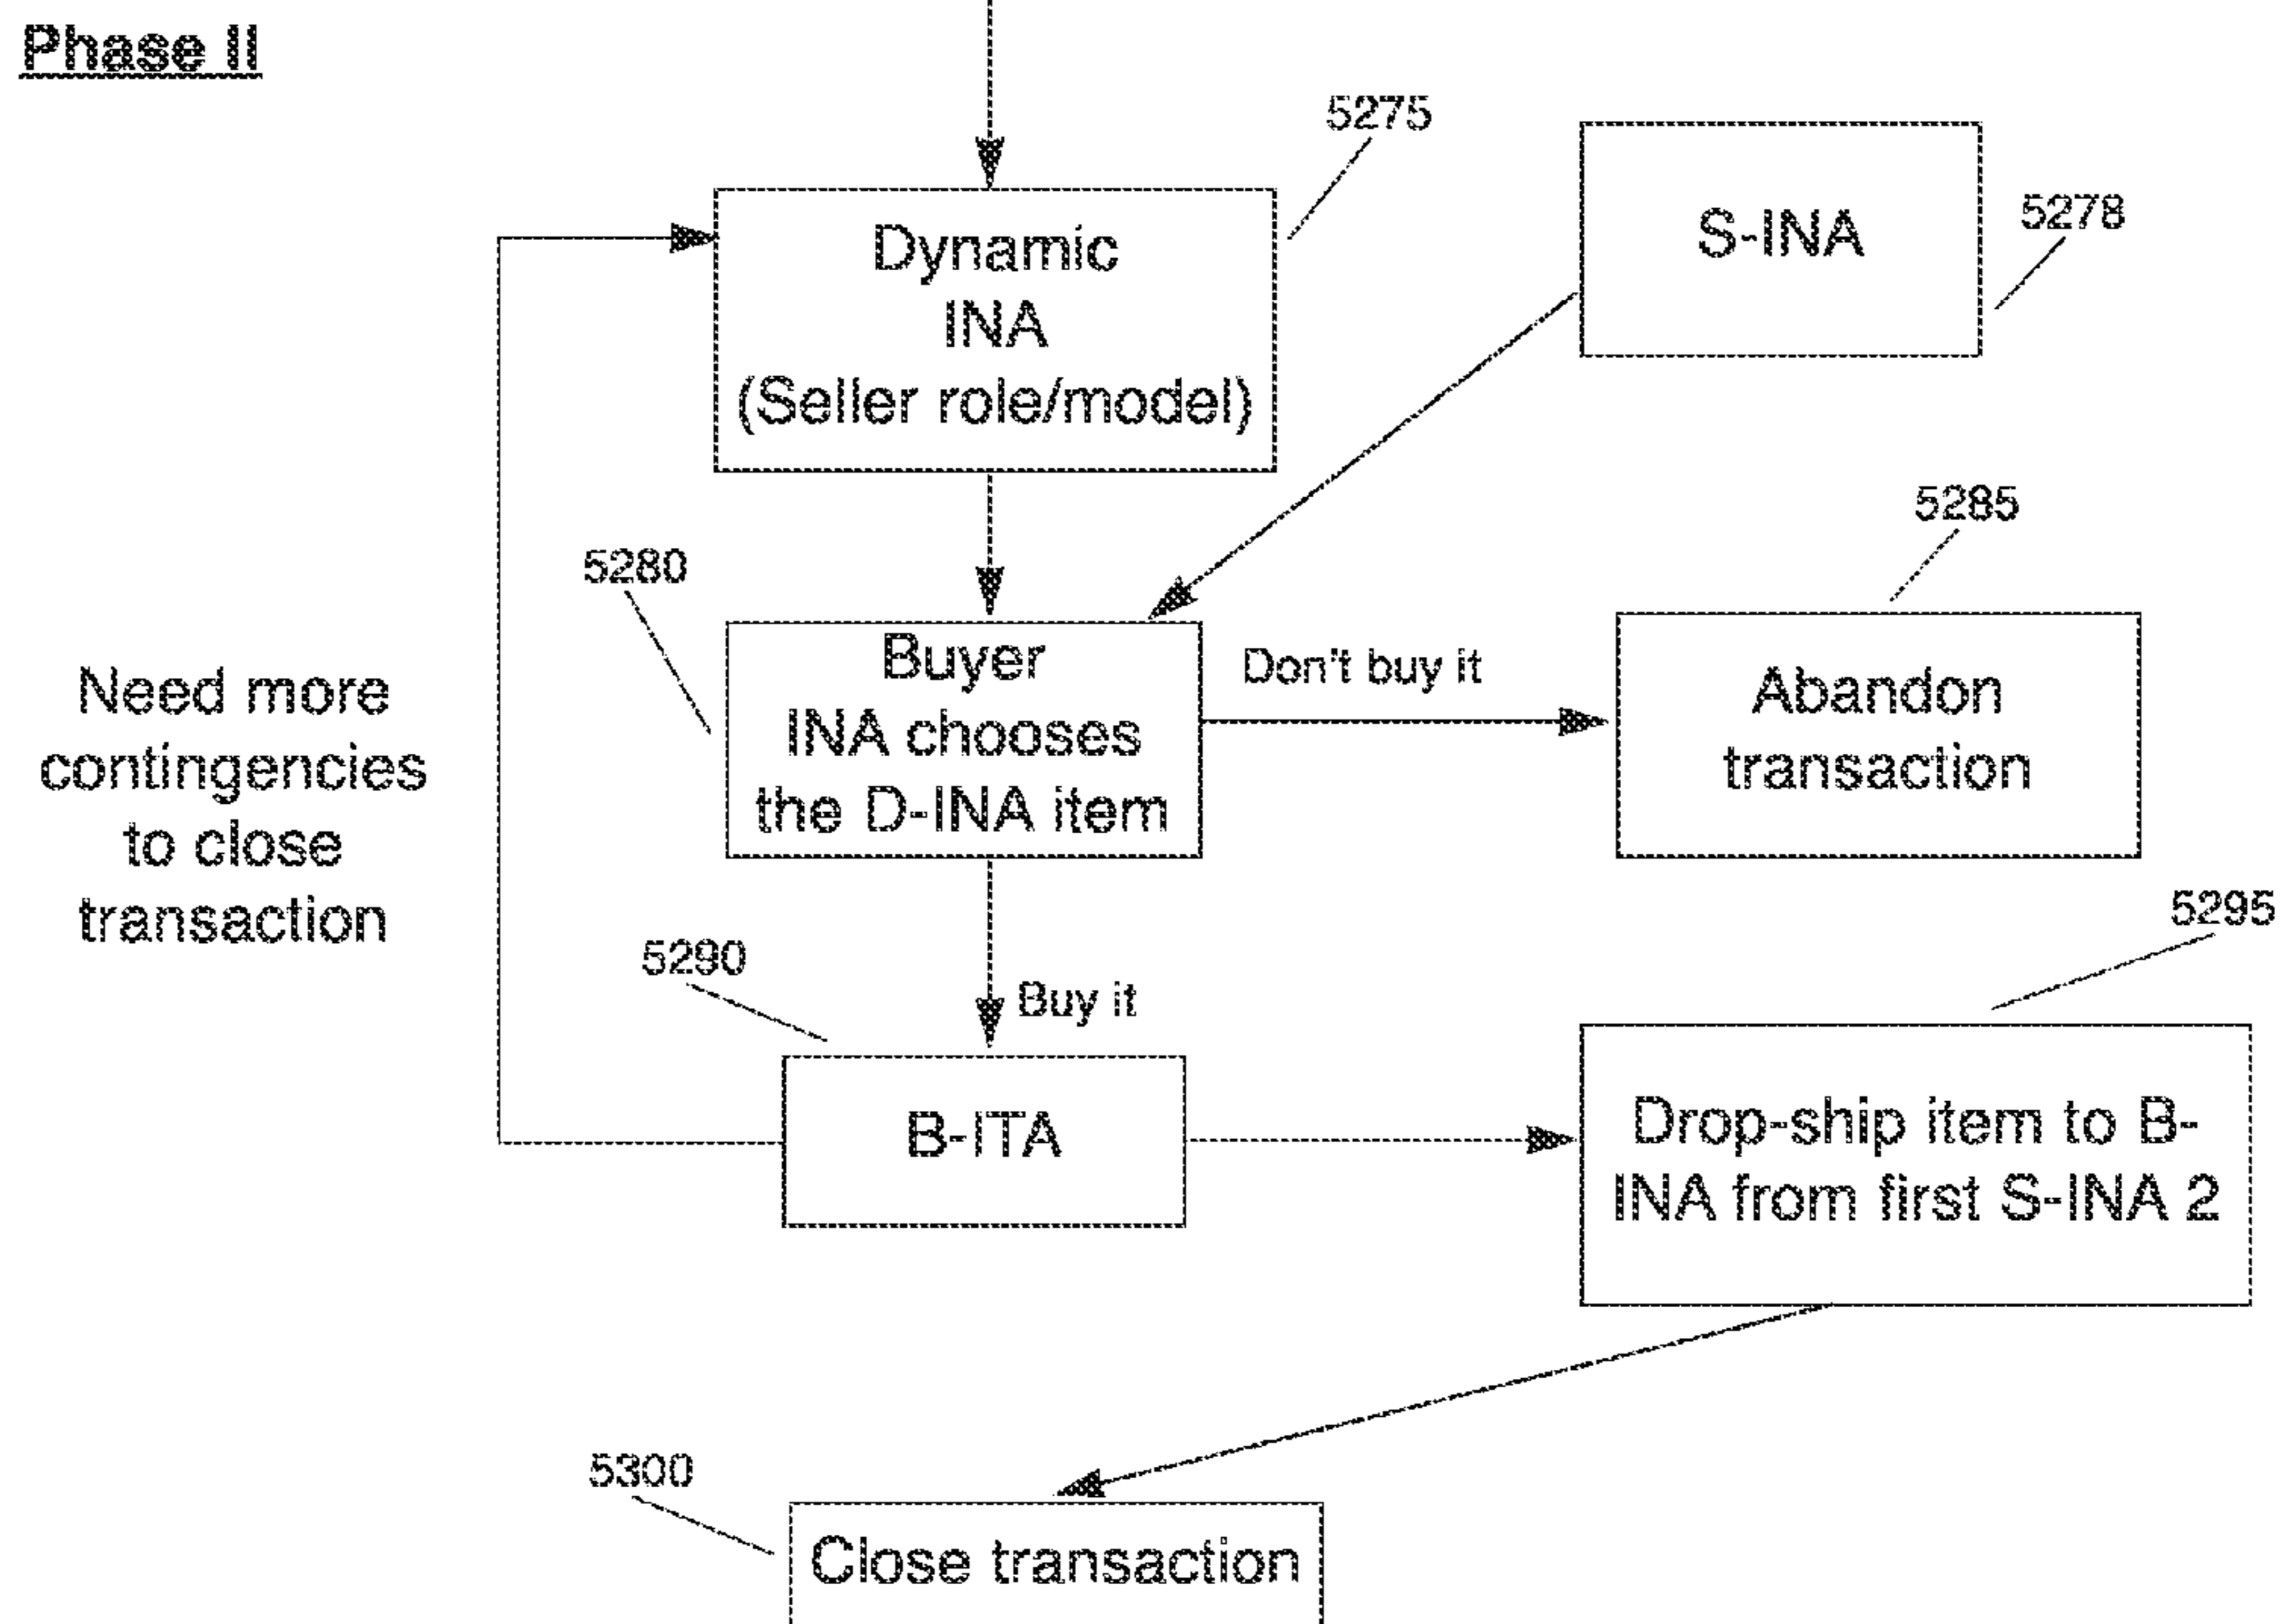 Phase II
5275
Dynamic
INA
(Seller role/model)
S-INA
5278
5280
Buyer
INA chooses
the D-INA item
Don't buy it
5285
Abandon
transaction
Need more
contingencies
to close
transaction
5290
Buy it
B-ITA
5295
Drop-ship item to B-
INA from first S-INA 2
5300
Close transaction